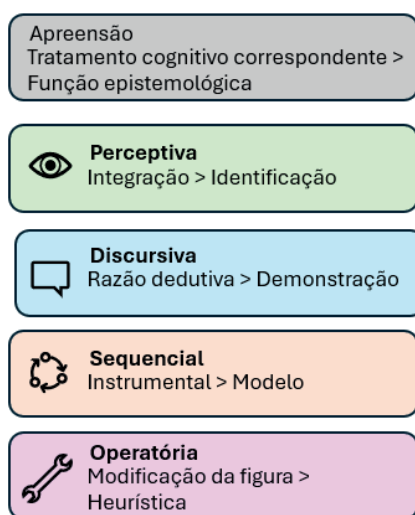 Apreensão
Tratamento cognitivo correspondente >
Função epistemológica
Perceptiva
Integração > Identificação
Discursiva
Razão dedutiva > Demonstração
Sequencial
Instrumental > Modelo
Operatória
Modificação da figura >
Heurística